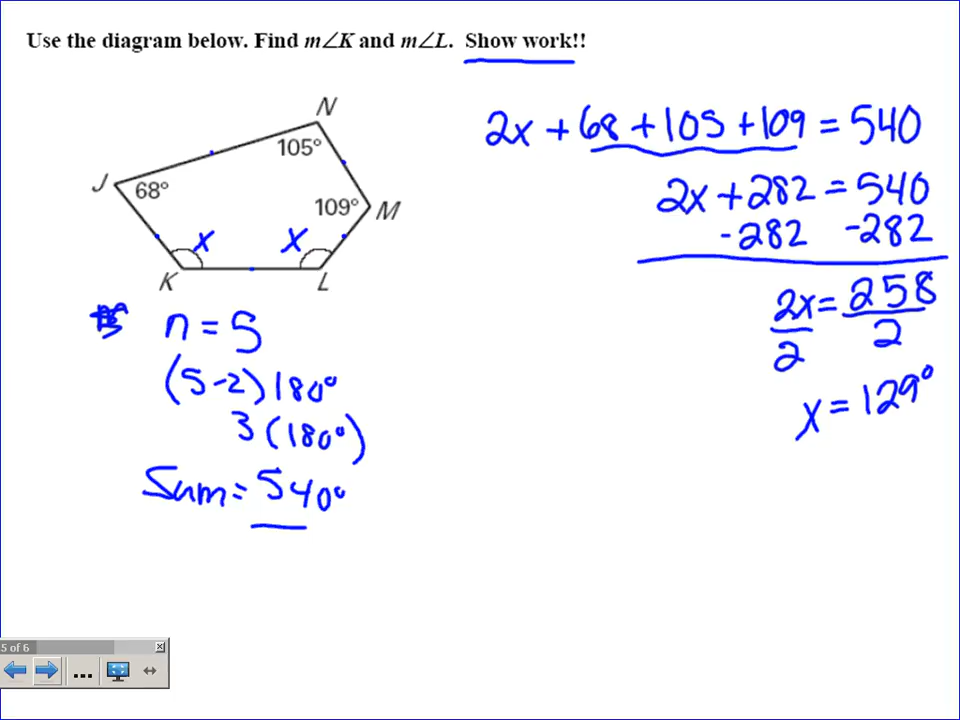 Use the diagram below. Find m∠K and m∠L. Show work!!
N
105°
J
68°
109°
M
x
x
K
L
n = 5
(5-2)180°
3(180°)
Sum = 540°
2x + 68 + 105 + 109 = 540
2x + 282 = 540
-282 -282
2x = 258
2 2
x = 129°
5 of 6
...